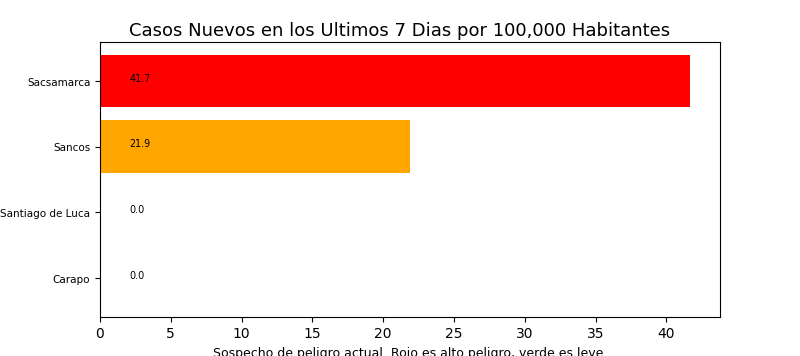 Casos Nuevos en los Ultimos 7 Dias por 100,000 Habitantes
Sacsamarca
41.7
Sancos
21.9
Santiago de Luca
0.0
Carapo
0.0
0 5 10 15 20 25 30 35 40
Sospecho de peligro actual. Rojo es alto peligro, verde es leve